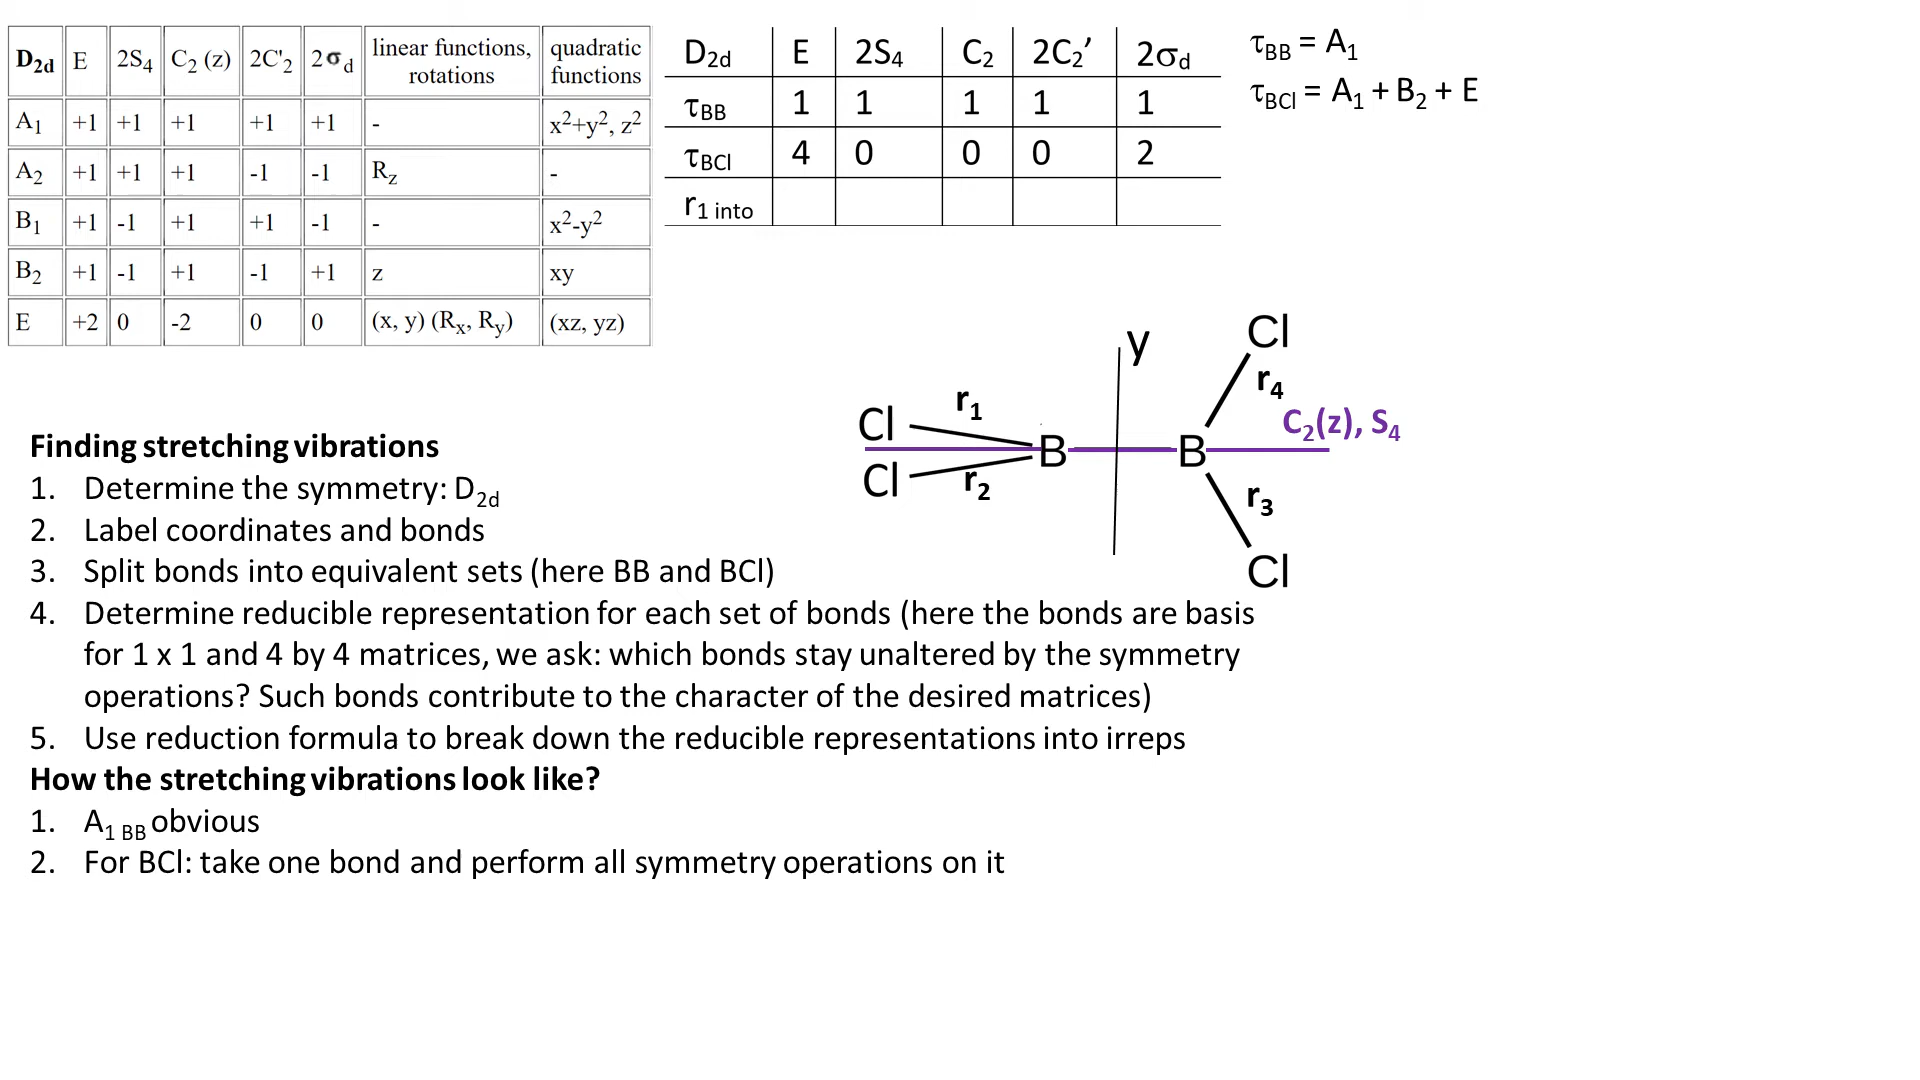 D2d E 2S4 C2 (z) 2C'2 2σd linear functions, rotations quadratic functions
A1 +1 +1 +1 +1 +1 - x²+y², z²
A2 +1 +1 +1 -1 -1 Rz -
B1 +1 -1 +1 +1 -1 - x²-y²
B2 +1 -1 +1 -1 +1 z xy
E +2 0 -2 0 0 (x, y) (Rx, Ry) (xz, yz)
D2d E 2S4 C2 2C2’ 2σd
τBB 1 1 1 1 1
τBCl 4 0 0 0 2
r1 into
τBB = A1
τBCl = A1 + B2 + E
y
Cl
r4
r1
Cl
C2(z), S4
B
B
Cl
r2
r3
Cl
Finding stretching vibrations
1. Determine the symmetry: D2d
2. Label coordinates and bonds
3. Split bonds into equivalent sets (here BB and BCl)
4. Determine reducible representation for each set of bonds (here the bonds are basis
for 1 x 1 and 4 by 4 matrices, we ask: which bonds stay unaltered by the symmetry
operations? Such bonds contribute to the character of the desired matrices)
5. Use reduction formula to break down the reducible representations into irreps
How the stretching vibrations look like?
1. A1 BB obvious
2. For BCl: take one bond and perform all symmetry operations on it